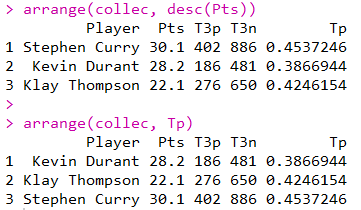 > arrange(collec, desc(Pts))
Player Pts T3p T3n Tp
1 Stephen Curry 30.1 402 886 0.4537246
2 Kevin Durant 28.2 186 481 0.3866944
3 Klay Thompson 22.1 276 650 0.4246154
>
> arrange(collec, Tp)
Player Pts T3p T3n Tp
1 Kevin Durant 28.2 186 481 0.3866944
2 Klay Thompson 22.1 276 650 0.4246154
3 Stephen Curry 30.1 402 886 0.4537246